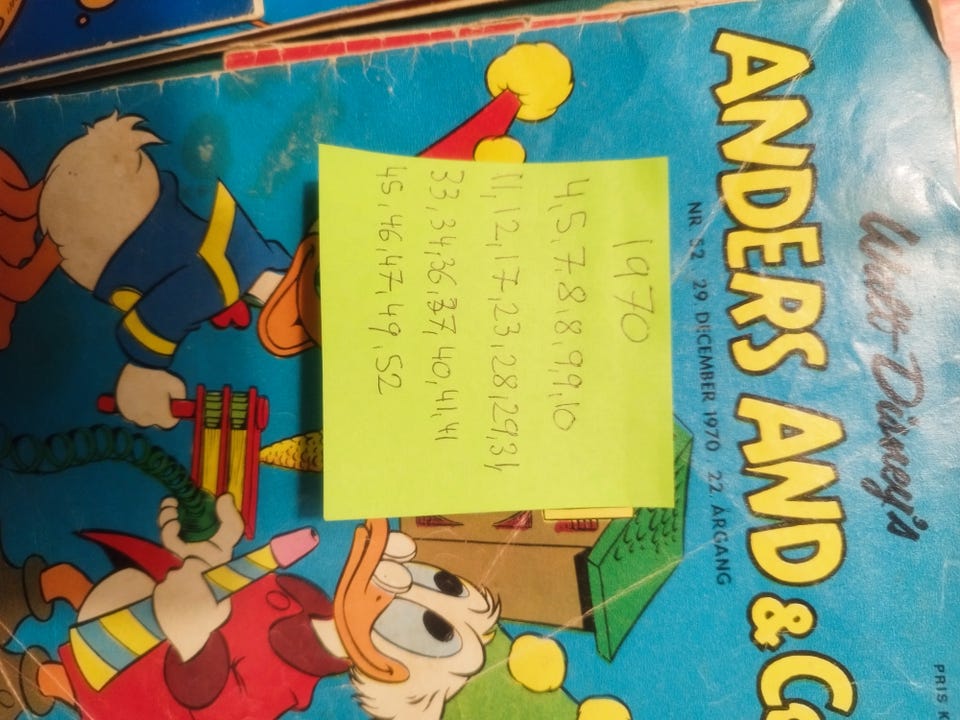 Walt Disney's
ANDERS AND & Co
NR 52. 29. DECEMBER 1970 22. ÅRGANG
PRIS K
1970
4,5,7,8,8,9,9,10
11,12,17,23,28,29,31
33,34,36,37,40,41,41
45,46,47,49,52